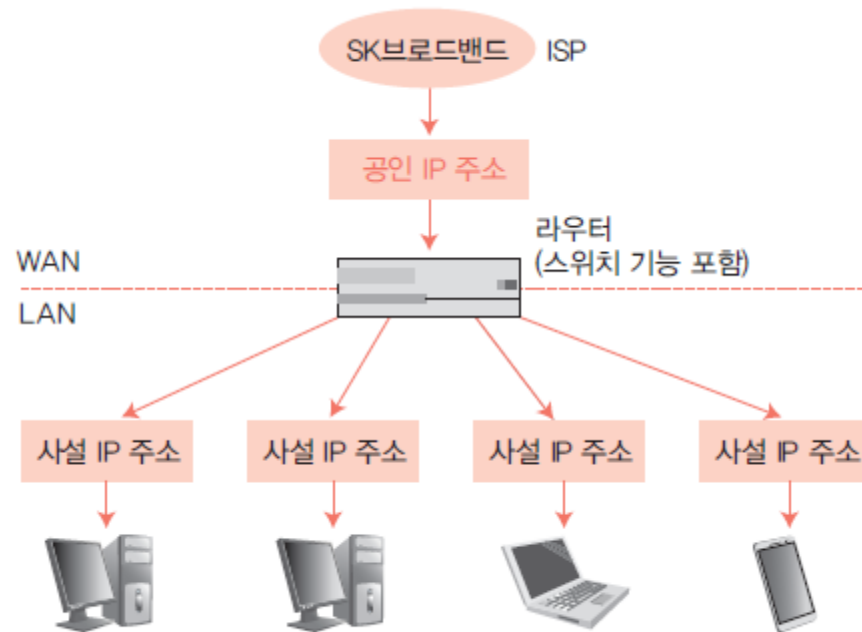 SK브로드밴드 ISP
공인 IP 주소
라우터
(스위치 기능 포함)
WAN
LAN
사설 IP 주소 사설 IP 주소 사설 IP 주소 사설 IP 주소